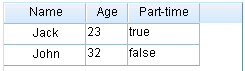 Name Age Part-time
Jack 23 true
John 32 false